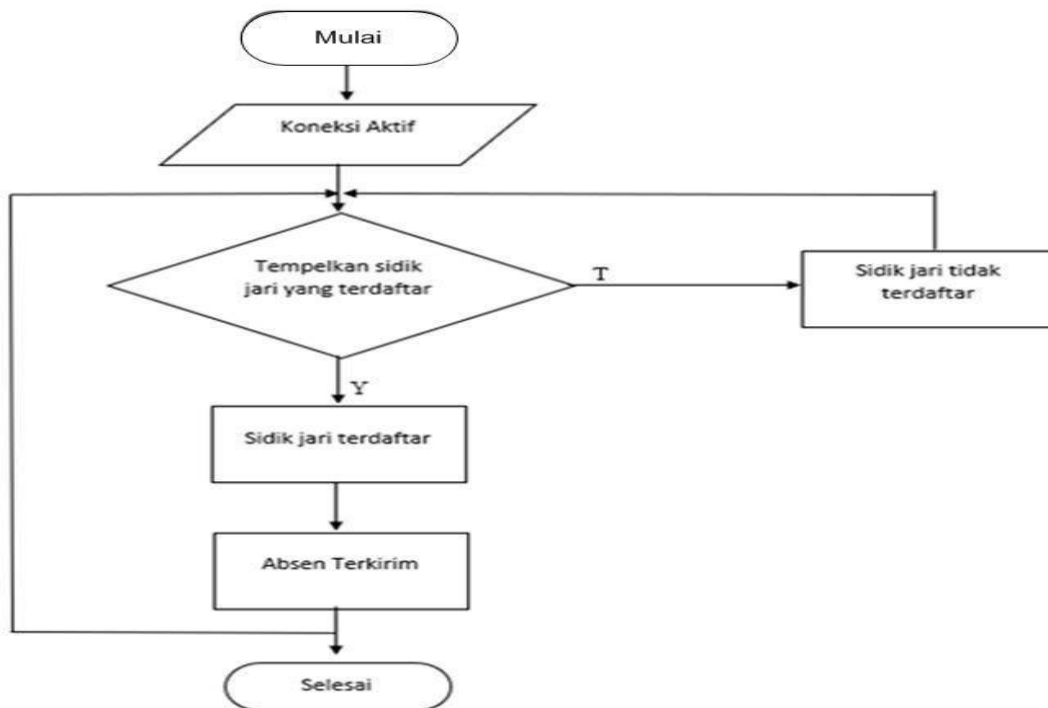 Mulai
Koneksi Aktif
Tempelkan sidik
jari yang terdaftar
T
Sidik jari tidak
terdaftar
Y
Sidik jari terdaftar
Absen Terkirim
Selesai